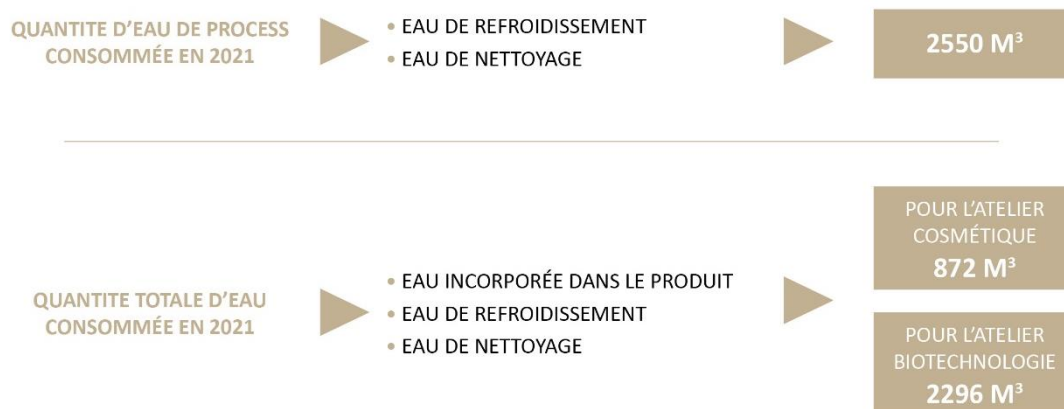 QUANTITE D'EAU DE PROCESS
CONSOMMÉE EN 2021
• EAU DE REFROIDISSEMENT
• EAU DE NETTOYAGE
2550 M³
QUANTITE TOTALE D'EAU
CONSOMMÉE EN 2021
• EAU INCORPORÉE DANS LE PRODUIT
• EAU DE REFROIDISSEMENT
• EAU DE NETTOYAGE
POUR L'ATELIER
COSMÉTIQUE
872 M³
POUR L'ATELIER
BIOTECHNOLOGIE
2296 M³